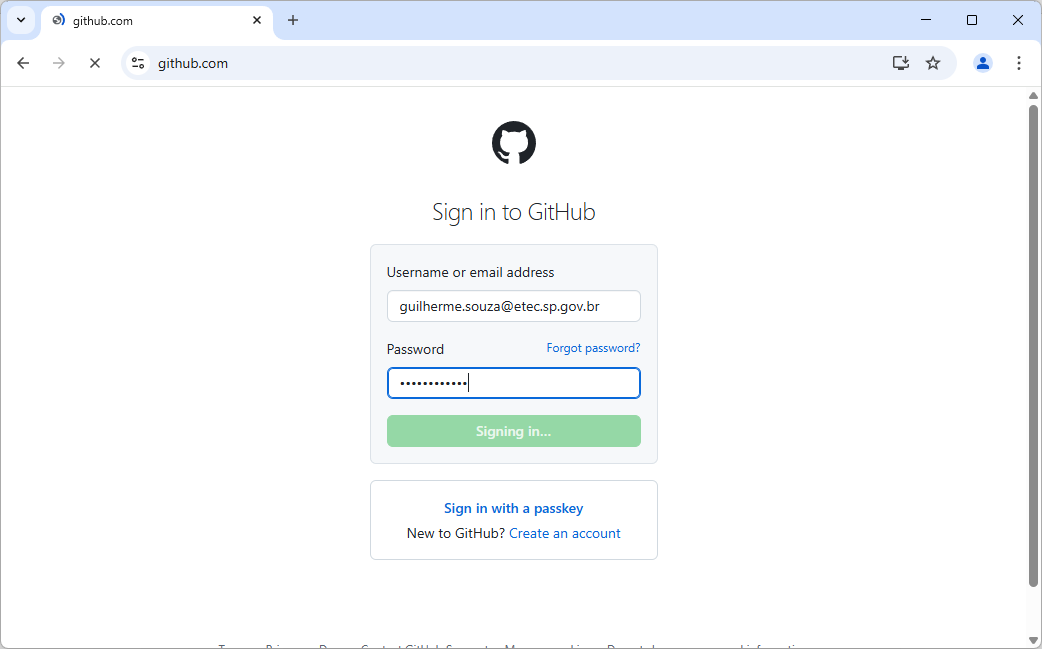 github.com
github.com
Sign in to GitHub
Username or email address
guilherme.souza@etec.sp.gov.br
Password Forgot password?
••••••••••••
Signing in...
Sign in with a passkey
New to GitHub? Create an account